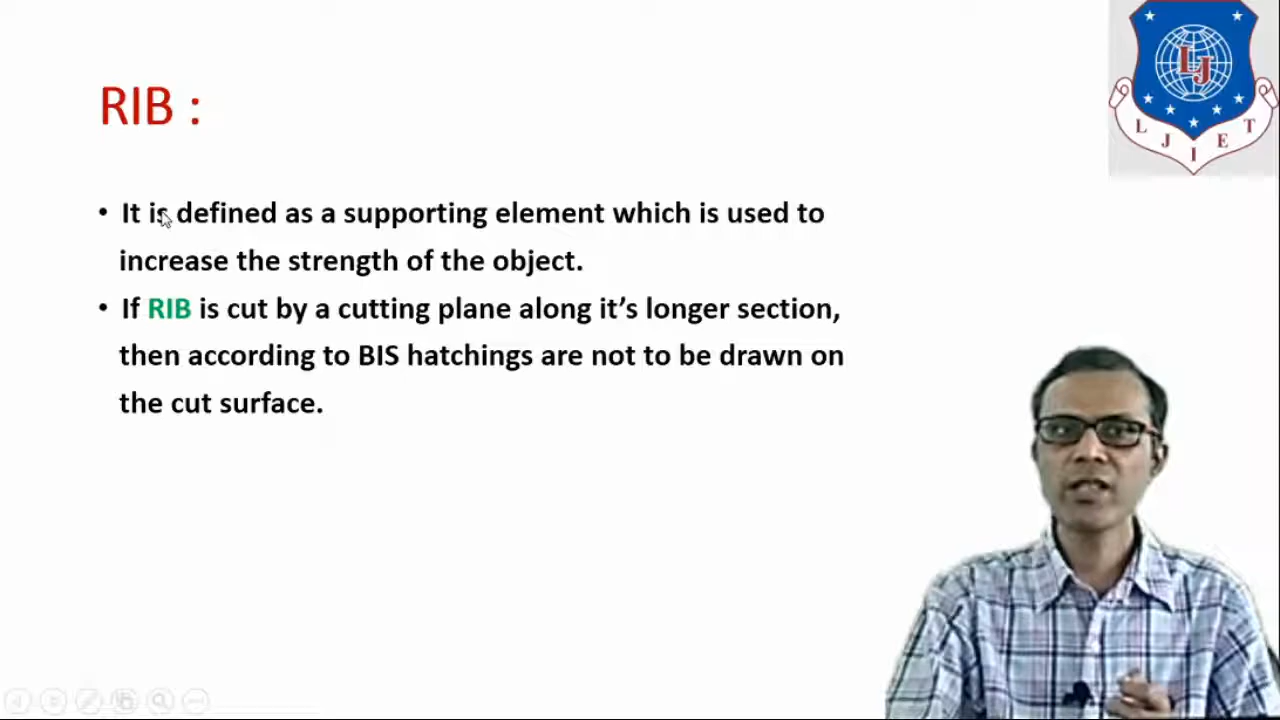 RIB :
• It is defined as a supporting element which is used to
increase the strength of the object.
• If RIB is cut by a cutting plane along it's longer section,
then according to BIS hatchings are not to be drawn on
the cut surface.
LJ
L J I E T